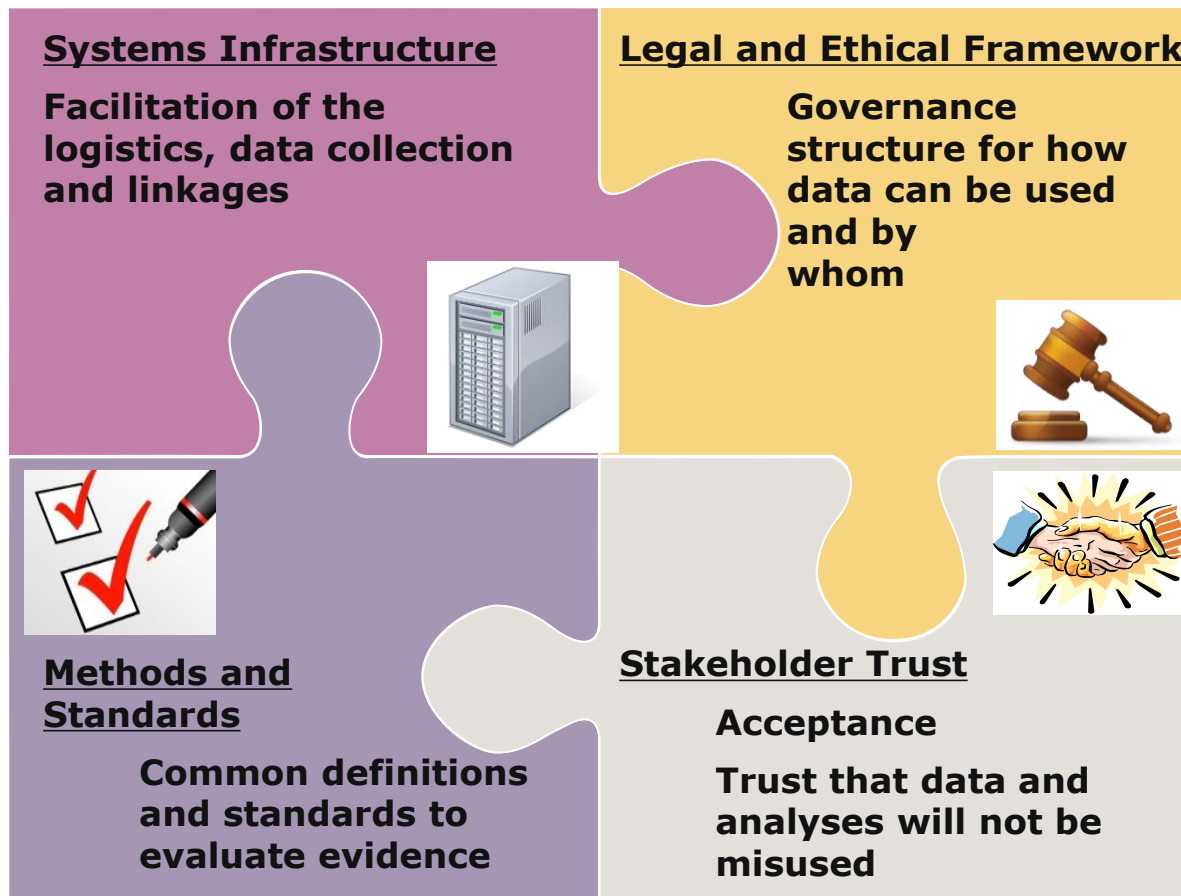 Systems Infrastructure
Facilitation of the
logistics, data collection
and linkages
Legal and Ethical Framework
Governance
structure for how
data can be used
and by
whom
Methods and
Standards
Common definitions
and standards to
evaluate evidence
Stakeholder Trust
Acceptance
Trust that data and
analyses will not be
misused